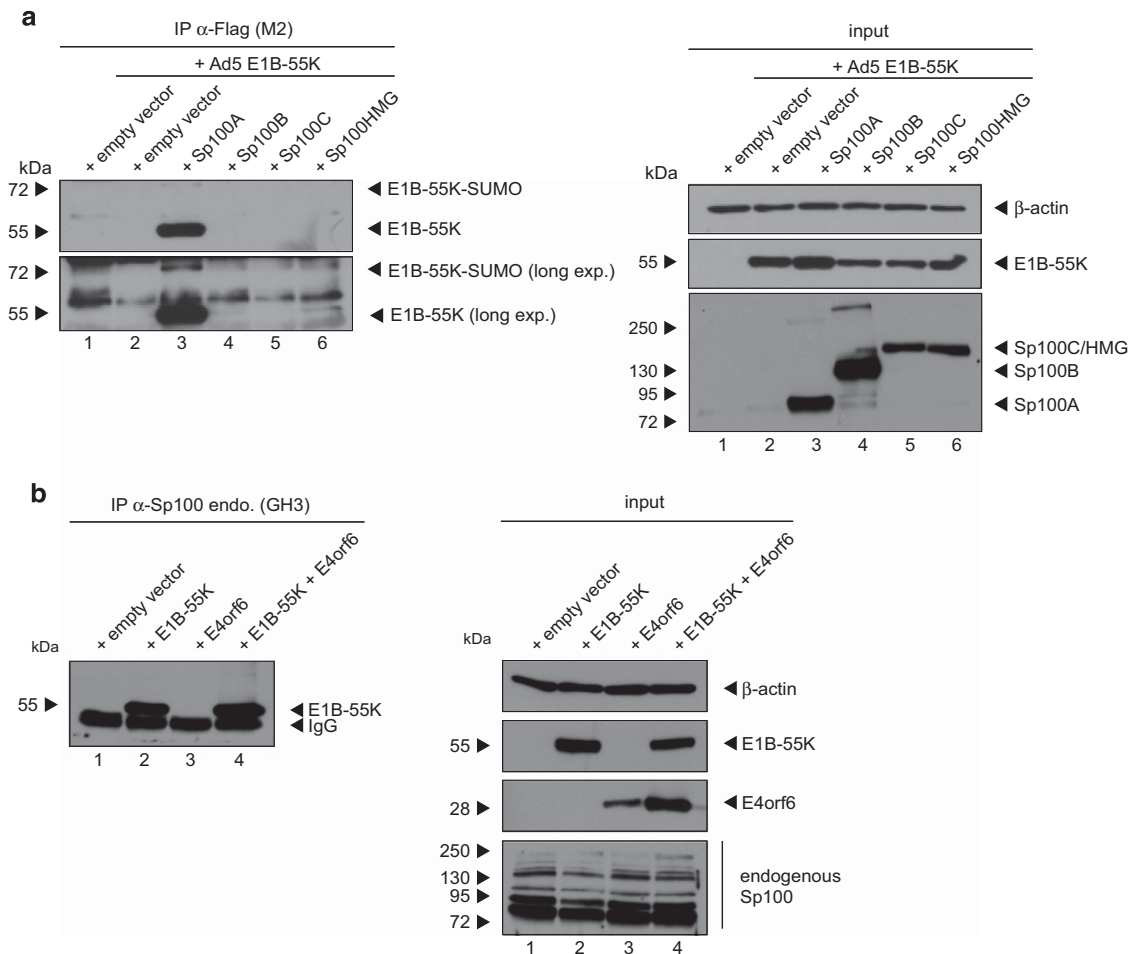 a
IP α-Flag (M2)
+ Ad5 E1B-55K
+ empty vector
+ empty vector
+ Sp100A
+ Sp100B
+ Sp100C
+ Sp100HMG
kDa
72
E1B-55K-SUMO
55
E1B-55K
72
E1B-55K-SUMO (long exp.)
55
E1B-55K (long exp.)
1 2 3 4 5 6
input
+ Ad5 E1B-55K
+ empty vector
+ empty vector
+ Sp100A
+ Sp100B
+ Sp100C
+ Sp100HMG
kDa
β-actin
55
E1B-55K
250
Sp100C/HMG
130
Sp100B
95
Sp100A
72
1 2 3 4 5 6
b
IP α-Sp100 endo. (GH3)
+ empty vector
+ E1B-55K
+ E4orf6
+ E1B-55K + E4orf6
kDa
55
E1B-55K
IgG
1 2 3 4
input
+ empty vector
+ E1B-55K
+ E4orf6
+ E1B-55K + E4orf6
kDa
β-actin
55
E1B-55K
28
E4orf6
250
130
95
72
endogenous
Sp100
1 2 3 4